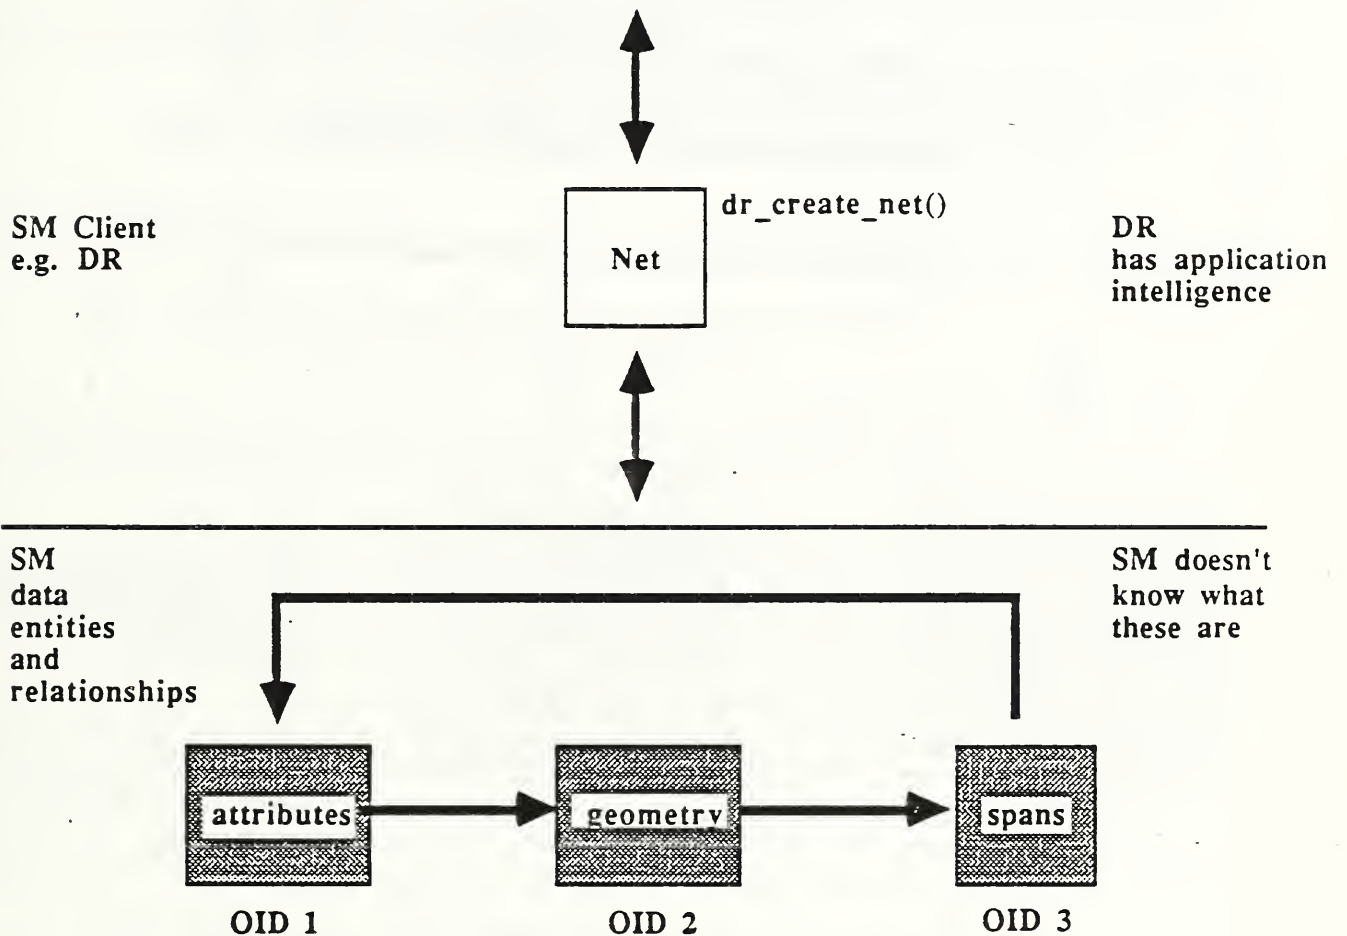 dr_create_net()
SM Client
e.g. DR
Net
DR
has application
intelligence
SM
data
entities
and
relationships
SM doesn't
know what
these are
attributes
geometry
spans
OID 1
OID 2
OID 3